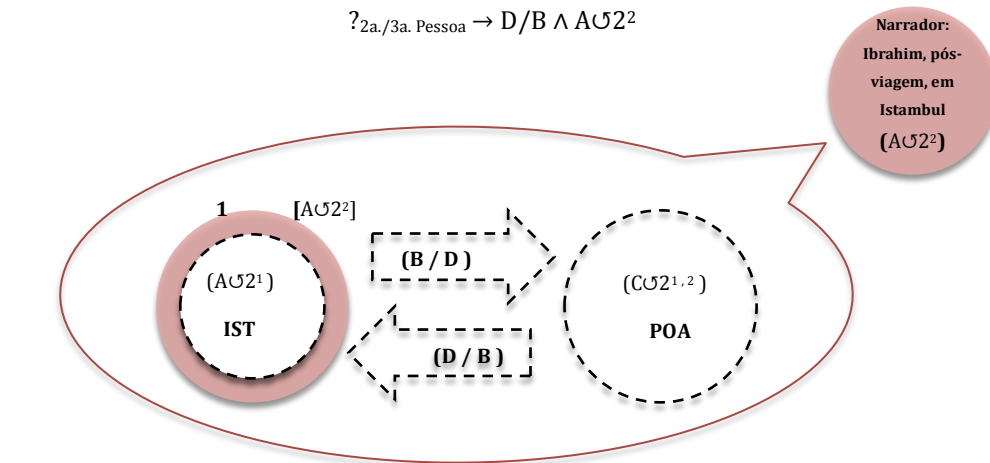 ?2a./3a. Pessoa → D/B ∧ A↺2²
Narrador:
Ibrahim, pós-
viagem, em
Istambul
(A↺2²)
1 [A↺2²]
(A↺2¹)
IST
(B / D )
(D / B )
(C↺2¹˒²)
POA